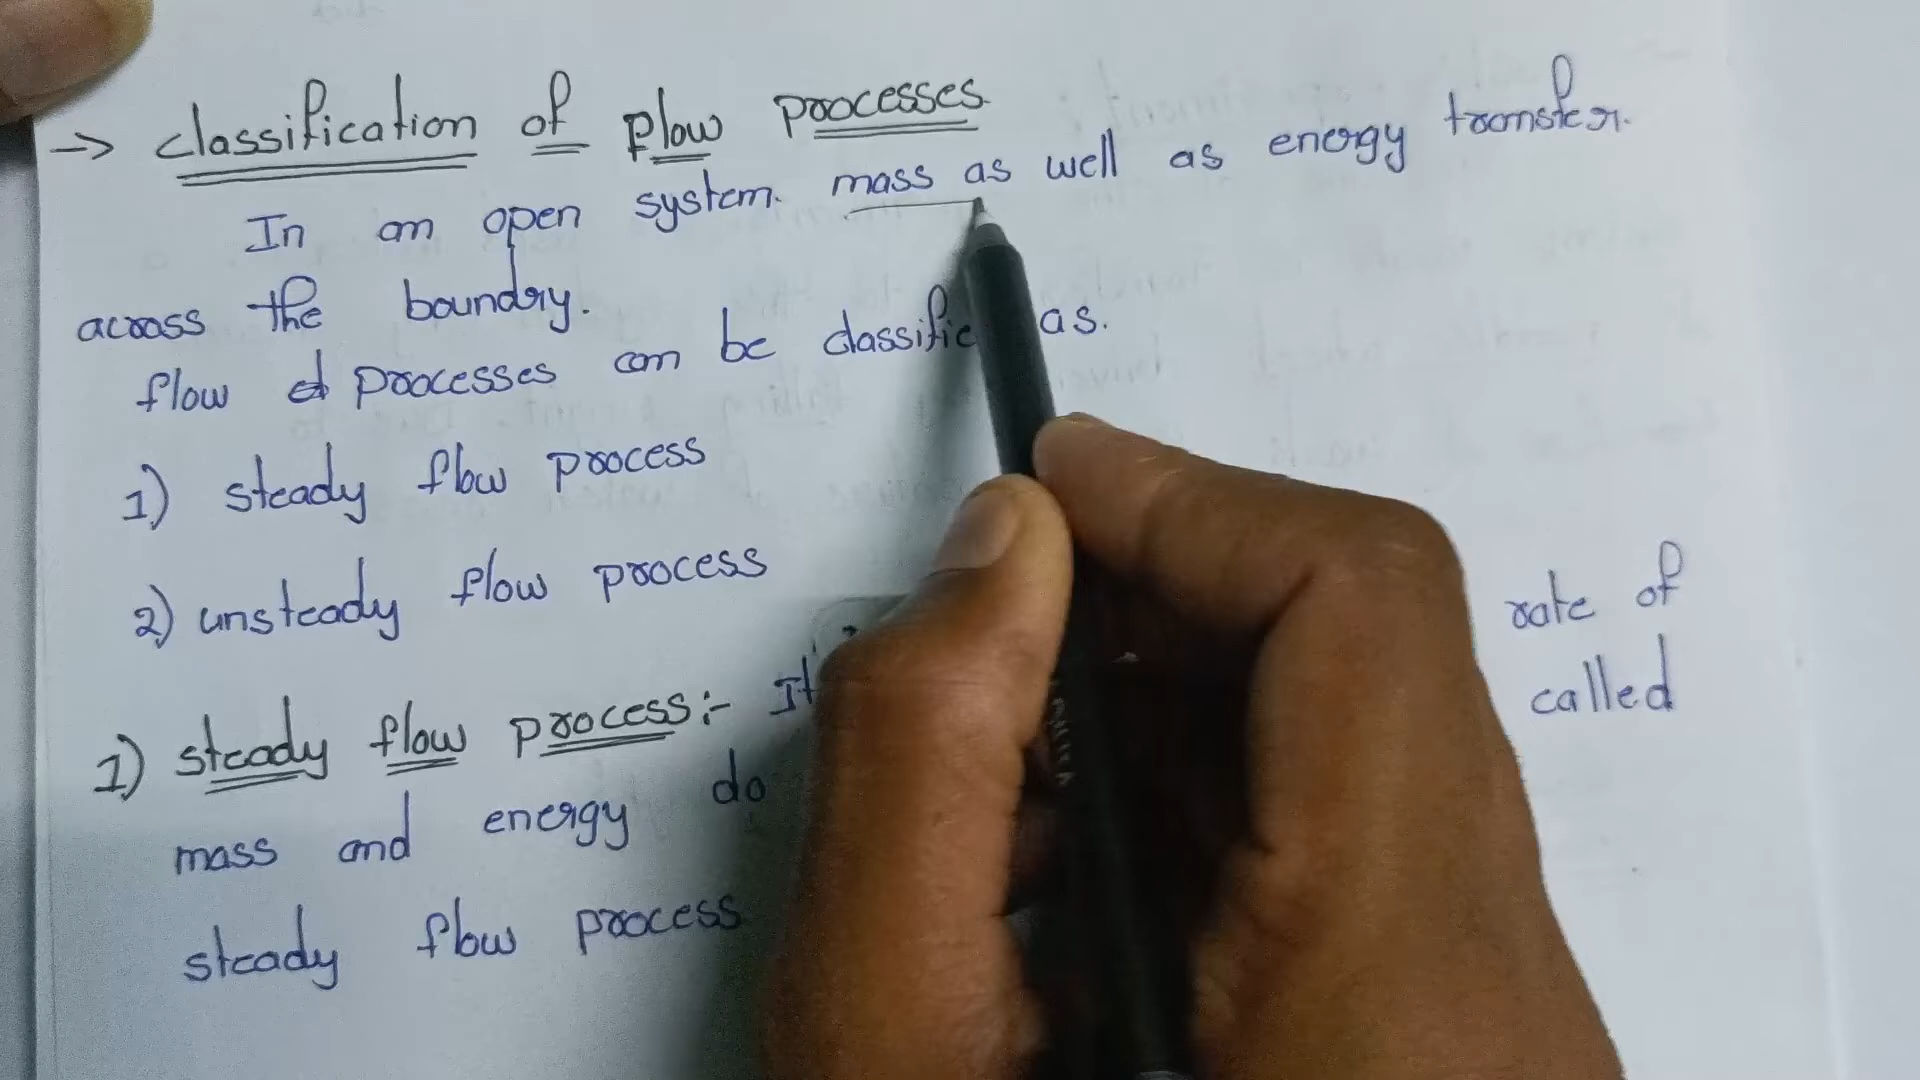 → classification of flow processes
In an open system. mass as well as energy transfer.
across the boundry.
flow processes can be classifie as.
1) steady flow process
2) unsteady flow process
1) steady flow process:- It rate of
mass and energy do called
steady flow process